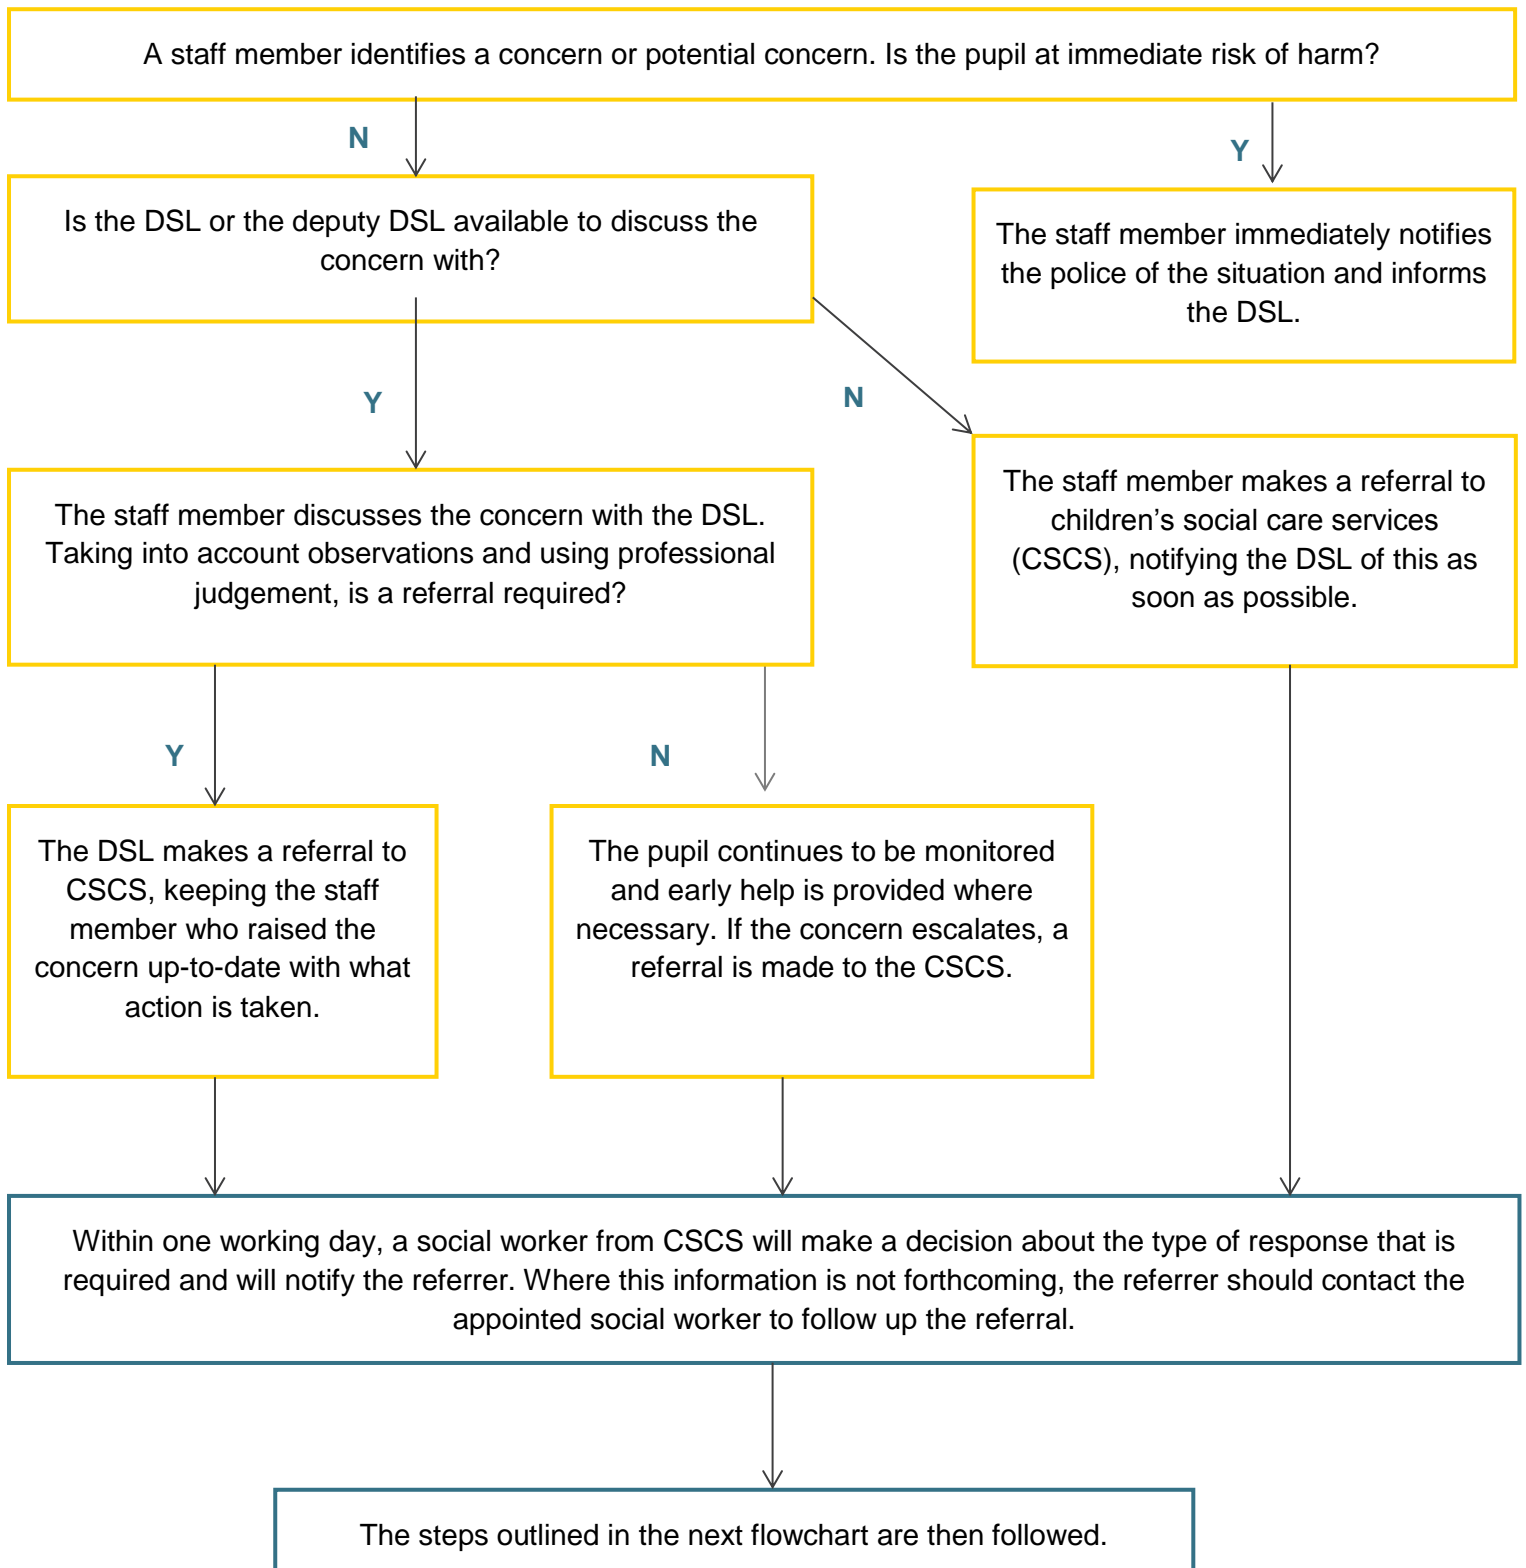 A staff member identifies a concern or potential concern. Is the pupil at immediate risk of harm?
N
Y
Is the DSL or the deputy DSL available to discuss the
concern with?
The staff member immediately notifies
the police of the situation and informs
the DSL.
Y
N
The staff member discusses the concern with the DSL.
Taking into account observations and using professional
judgement, is a referral required?
The staff member makes a referral to
children’s social care services
(CSCS), notifying the DSL of this as
soon as possible.
Y
N
The DSL makes a referral to
CSCS, keeping the staff
member who raised the
concern up-to-date with what
action is taken.
The pupil continues to be monitored
and early help is provided where
necessary. If the concern escalates, a
referral is made to the CSCS.
Within one working day, a social worker from CSCS will make a decision about the type of response that is
required and will notify the referrer. Where this information is not forthcoming, the referrer should contact the
appointed social worker to follow up the referral.
The steps outlined in the next flowchart are then followed.